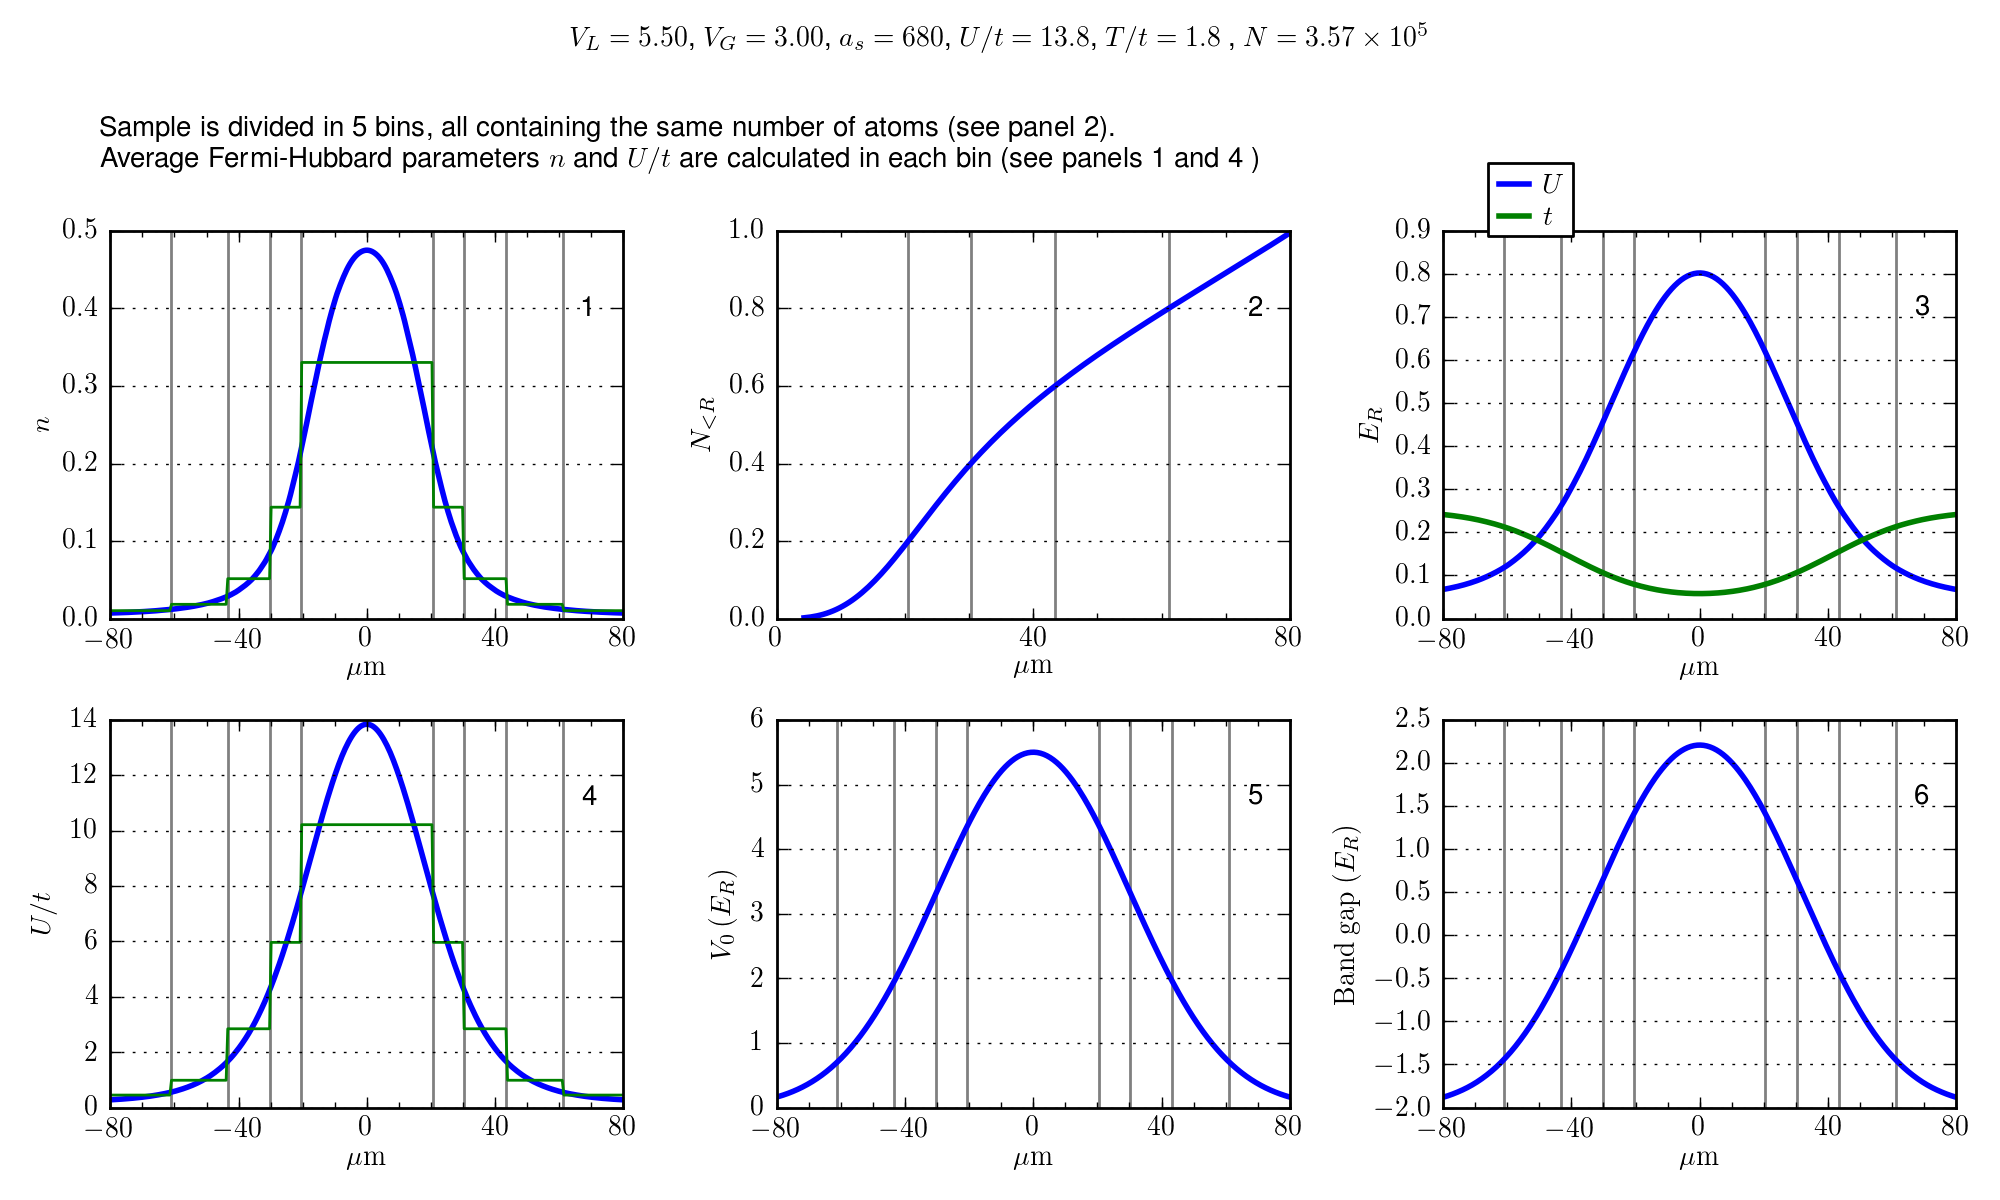 V_L = 5.50, V_G = 3.00, a_s = 680, U/t = 13.8, T/t = 1.8 , N = 3.57 × 10^5
Sample is divided in 5 bins, all containing the same number of atoms (see panel 2).
Average Fermi-Hubbard parameters n and U/t are calculated in each bin (see panels 1 and 4 )
U
t
0.5
0.4
0.3
0.2
0.1
0.0
n
1
−80 −40 0 40 80
μm
1.0
0.8
0.6
0.4
0.2
0.0
N_{<R}
2
0 40 80
μm
0.9
0.8
0.7
0.6
0.5
0.4
0.3
0.2
0.1
0.0
E_R
3
−80 −40 0 40 80
μm
14
12
10
8
6
4
2
0
U/t
4
−80 −40 0 40 80
μm
6
5
4
3
2
1
0
V_0 (E_R)
5
−80 −40 0 40 80
μm
2.5
2.0
1.5
1.0
0.5
0.0
−0.5
−1.0
−1.5
−2.0
Band gap (E_R)
6
−80 −40 0 40 80
μm